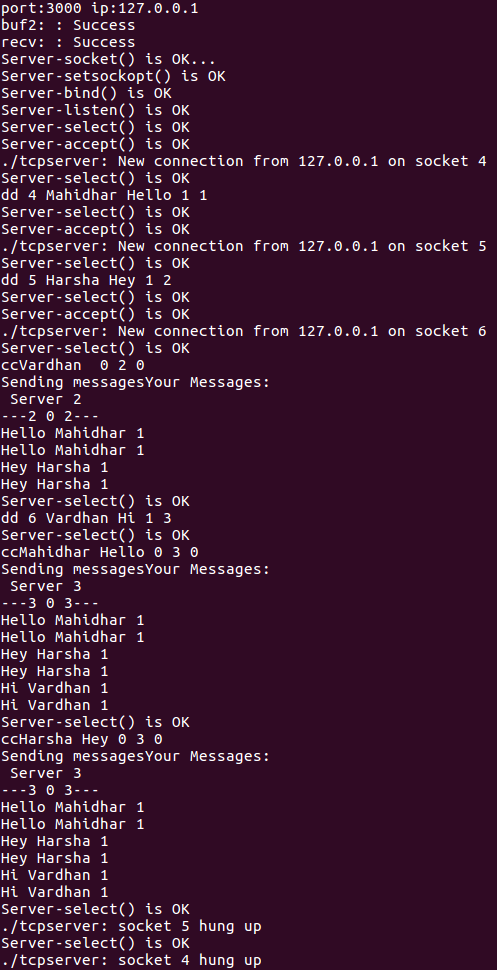 port:3000 ip:127.0.0.1
buf2: : Success
recv: : Success
Server-socket() is OK...
Server-setsockopt() is OK
Server-bind() is OK
Server-listen() is OK
Server-select() is OK
Server-accept() is OK
./tcpserver: New connection from 127.0.0.1 on socket 4
Server-select() is OK
dd 4 Mahidhar Hello 1 1
Server-select() is OK
Server-accept() is OK
./tcpserver: New connection from 127.0.0.1 on socket 5
Server-select() is OK
dd 5 Harsha Hey 1 2
Server-select() is OK
Server-accept() is OK
./tcpserver: New connection from 127.0.0.1 on socket 6
Server-select() is OK
ccVardhan  0 2 0
Sending messagesYour Messages:
 Server 2
---2 0 2---
Hello Mahidhar 1
Hello Mahidhar 1
Hey Harsha 1
Hey Harsha 1
Server-select() is OK
dd 6 Vardhan Hi 1 3
Server-select() is OK
ccMahidhar Hello 0 3 0
Sending messagesYour Messages:
 Server 3
---3 0 3---
Hello Mahidhar 1
Hello Mahidhar 1
Hey Harsha 1
Hey Harsha 1
Hi Vardhan 1
Hi Vardhan 1
Server-select() is OK
ccHarsha Hey 0 3 0
Sending messagesYour Messages:
 Server 3
---3 0 3---
Hello Mahidhar 1
Hello Mahidhar 1
Hey Harsha 1
Hey Harsha 1
Hi Vardhan 1
Hi Vardhan 1
Server-select() is OK
./tcpserver: socket 5 hung up
Server-select() is OK
./tcpserver: socket 4 hung up